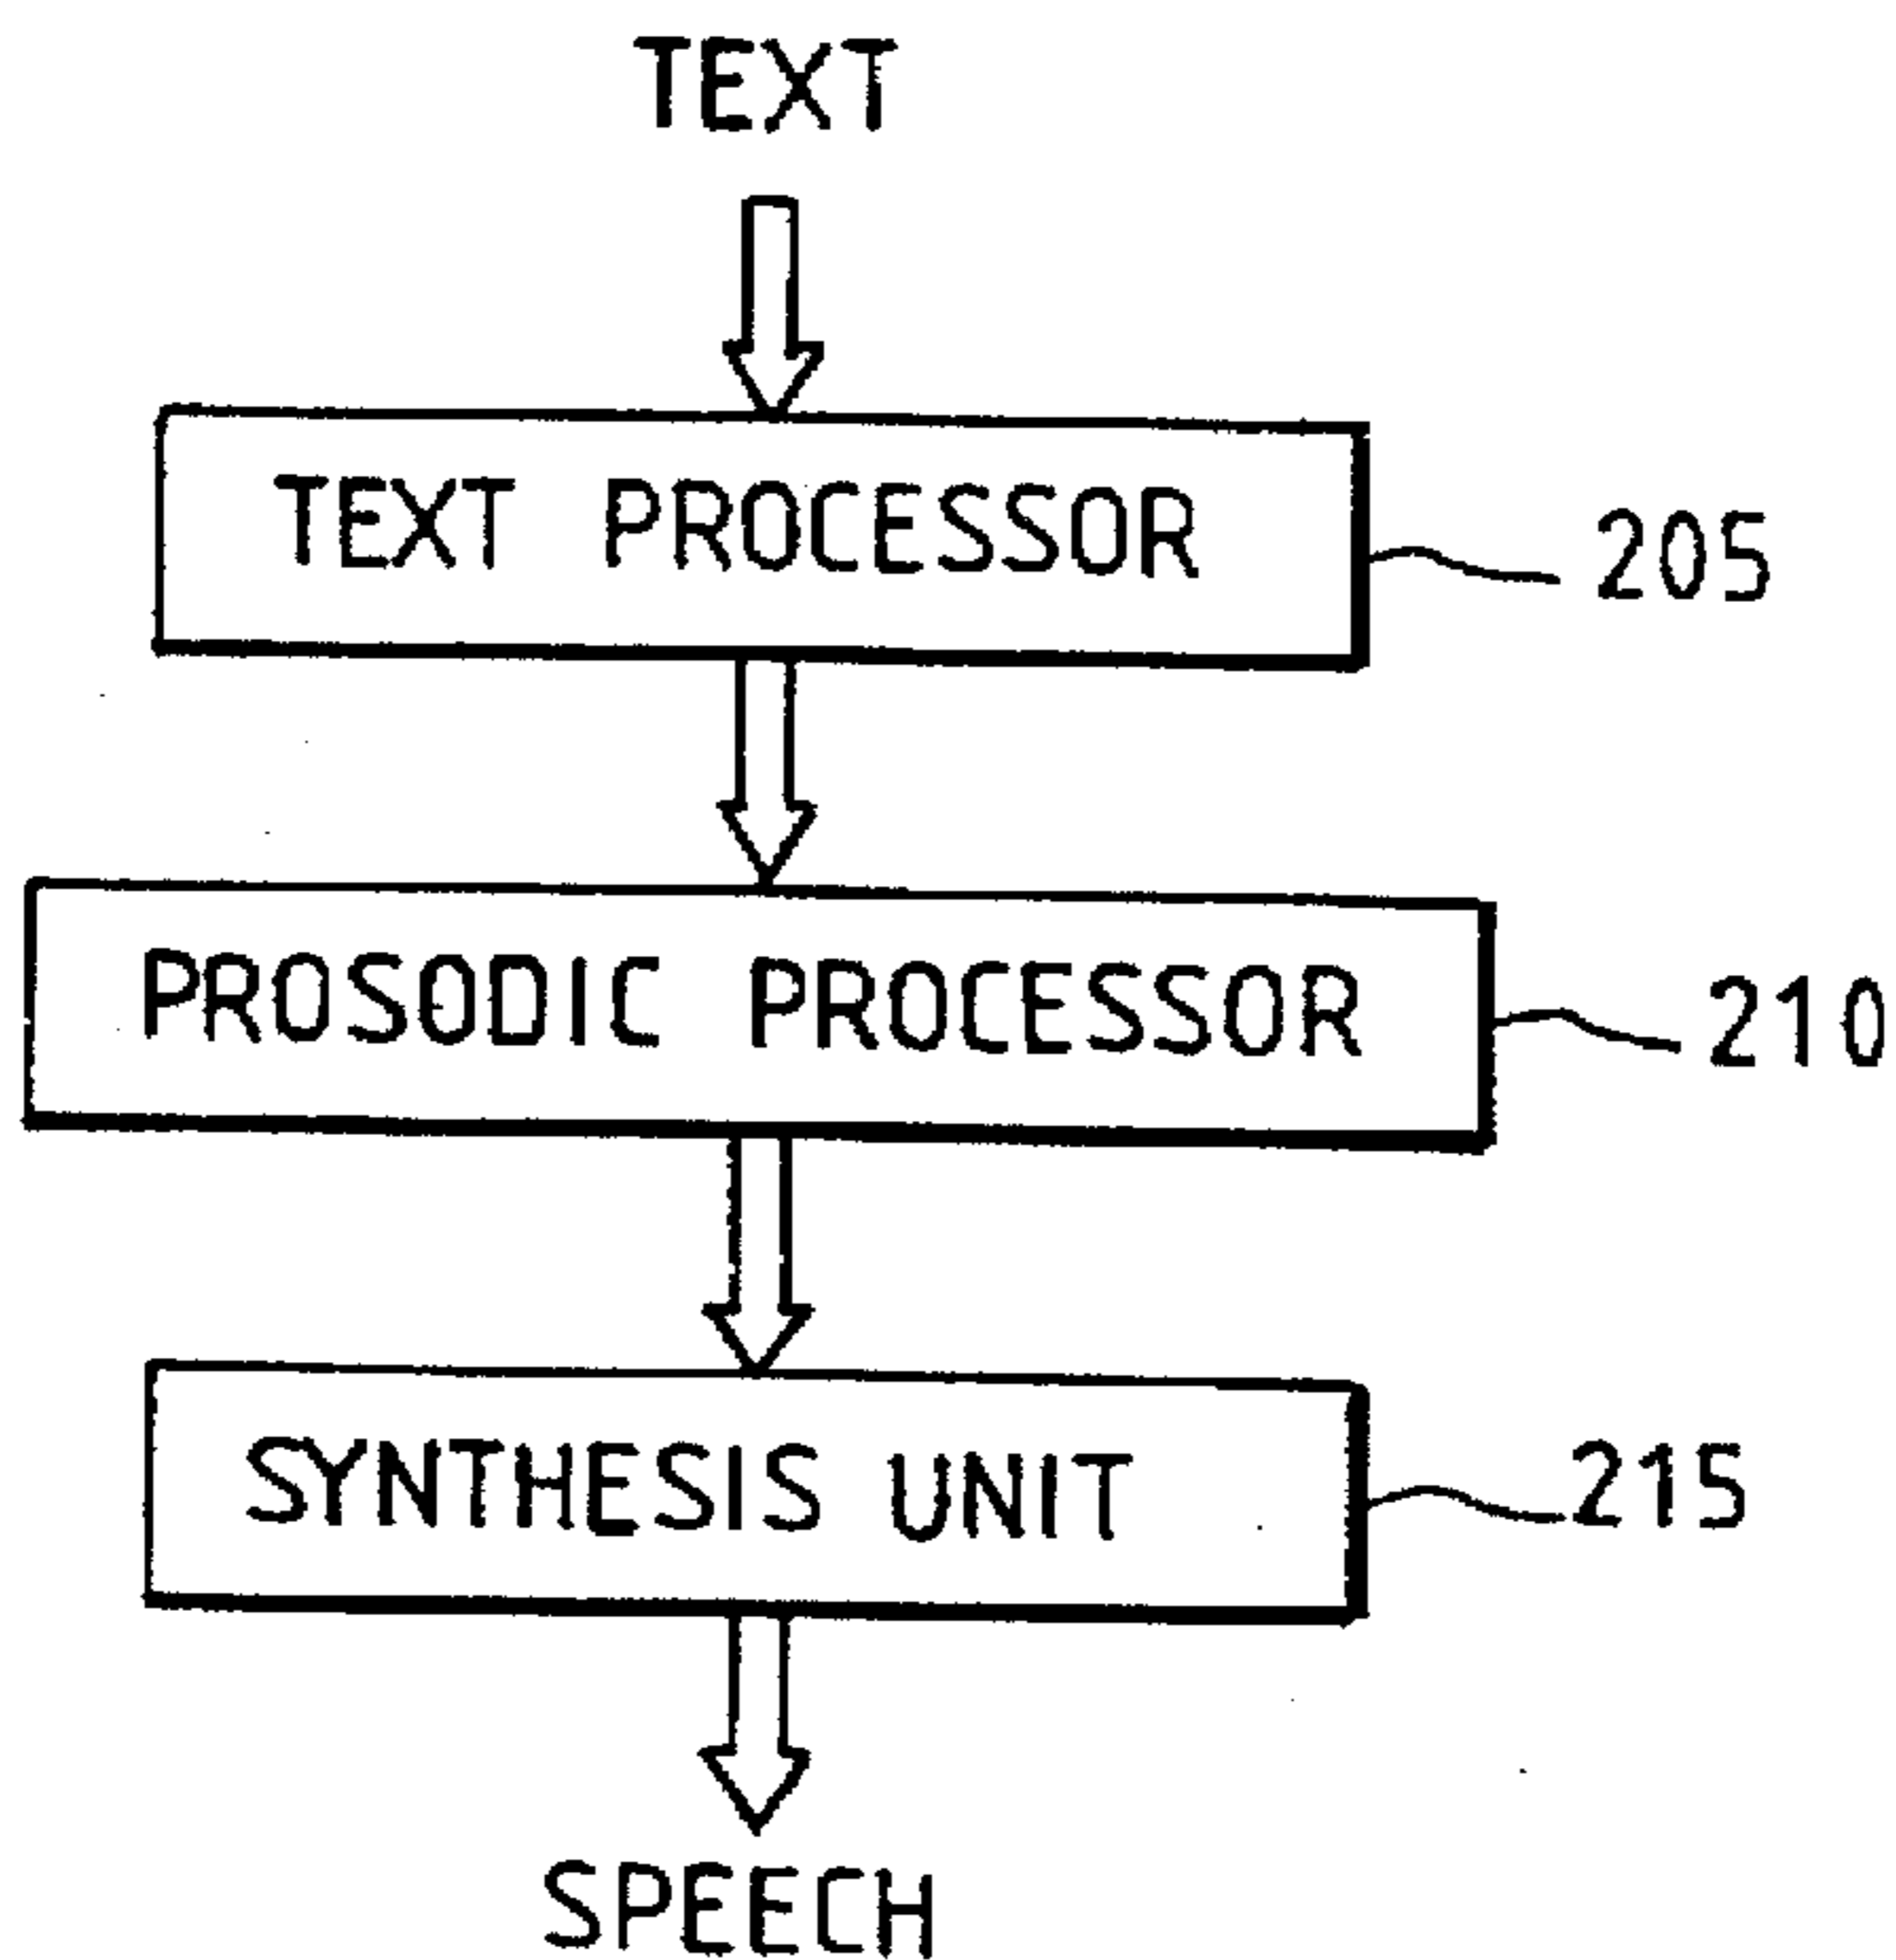 TEXT
TEXT PROCESSOR
205
PROSODIC PROCESSOR
210
SYNTHESIS UNIT
215
SPEECH